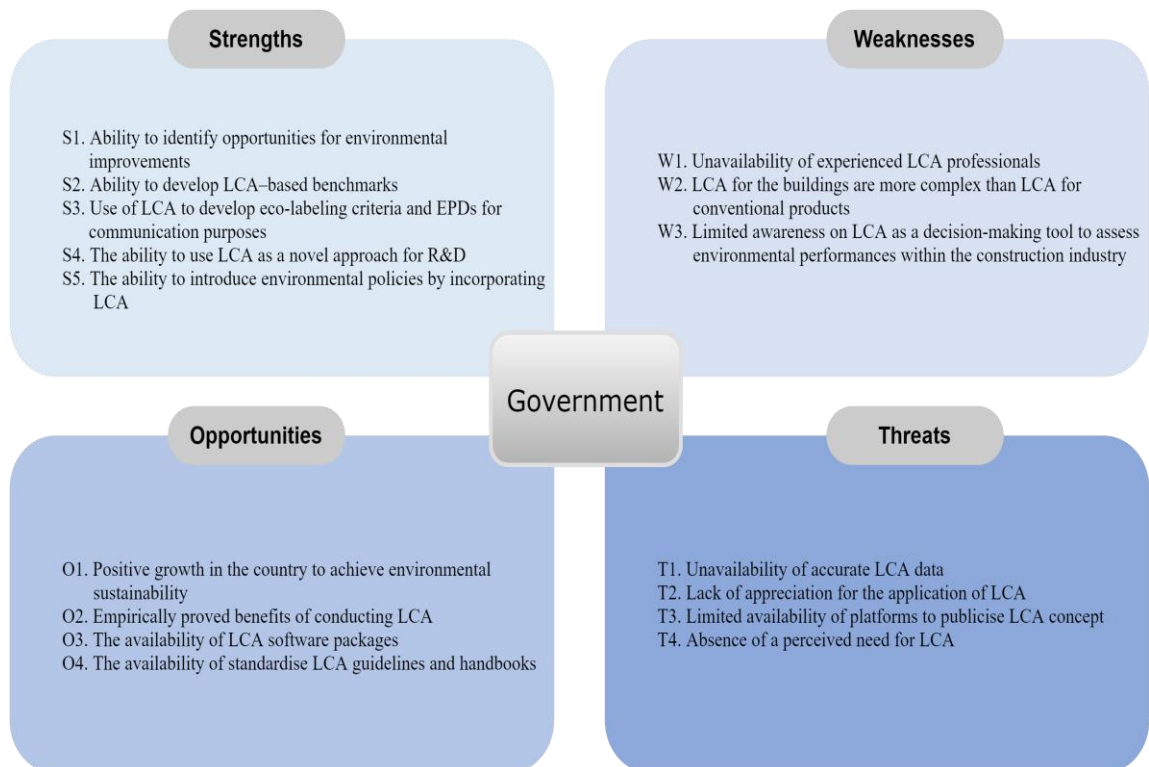 Strengths
S1. Ability to identify opportunities for environmental
improvements
S2. Ability to develop LCA–based benchmarks
S3. Use of LCA to develop eco-labeling criteria and EPDs for
communication purposes
S4. The ability to use LCA as a novel approach for R&D
S5. The ability to introduce environmental policies by incorporating
LCA
Weaknesses
W1. Unavailability of experienced LCA professionals
W2. LCA for the buildings are more complex than LCA for
conventional products
W3. Limited awareness on LCA as a decision-making tool to assess
environmental performances within the construction industry
Government
Opportunities
O1. Positive growth in the country to achieve environmental
sustainability
O2. Empirically proved benefits of conducting LCA
O3. The availability of LCA software packages
O4. The availability of standardise LCA guidelines and handbooks
Threats
T1. Unavailability of accurate LCA data
T2. Lack of appreciation for the application of LCA
T3. Limited availability of platforms to publicise LCA concept
T4. Absence of a perceived need for LCA